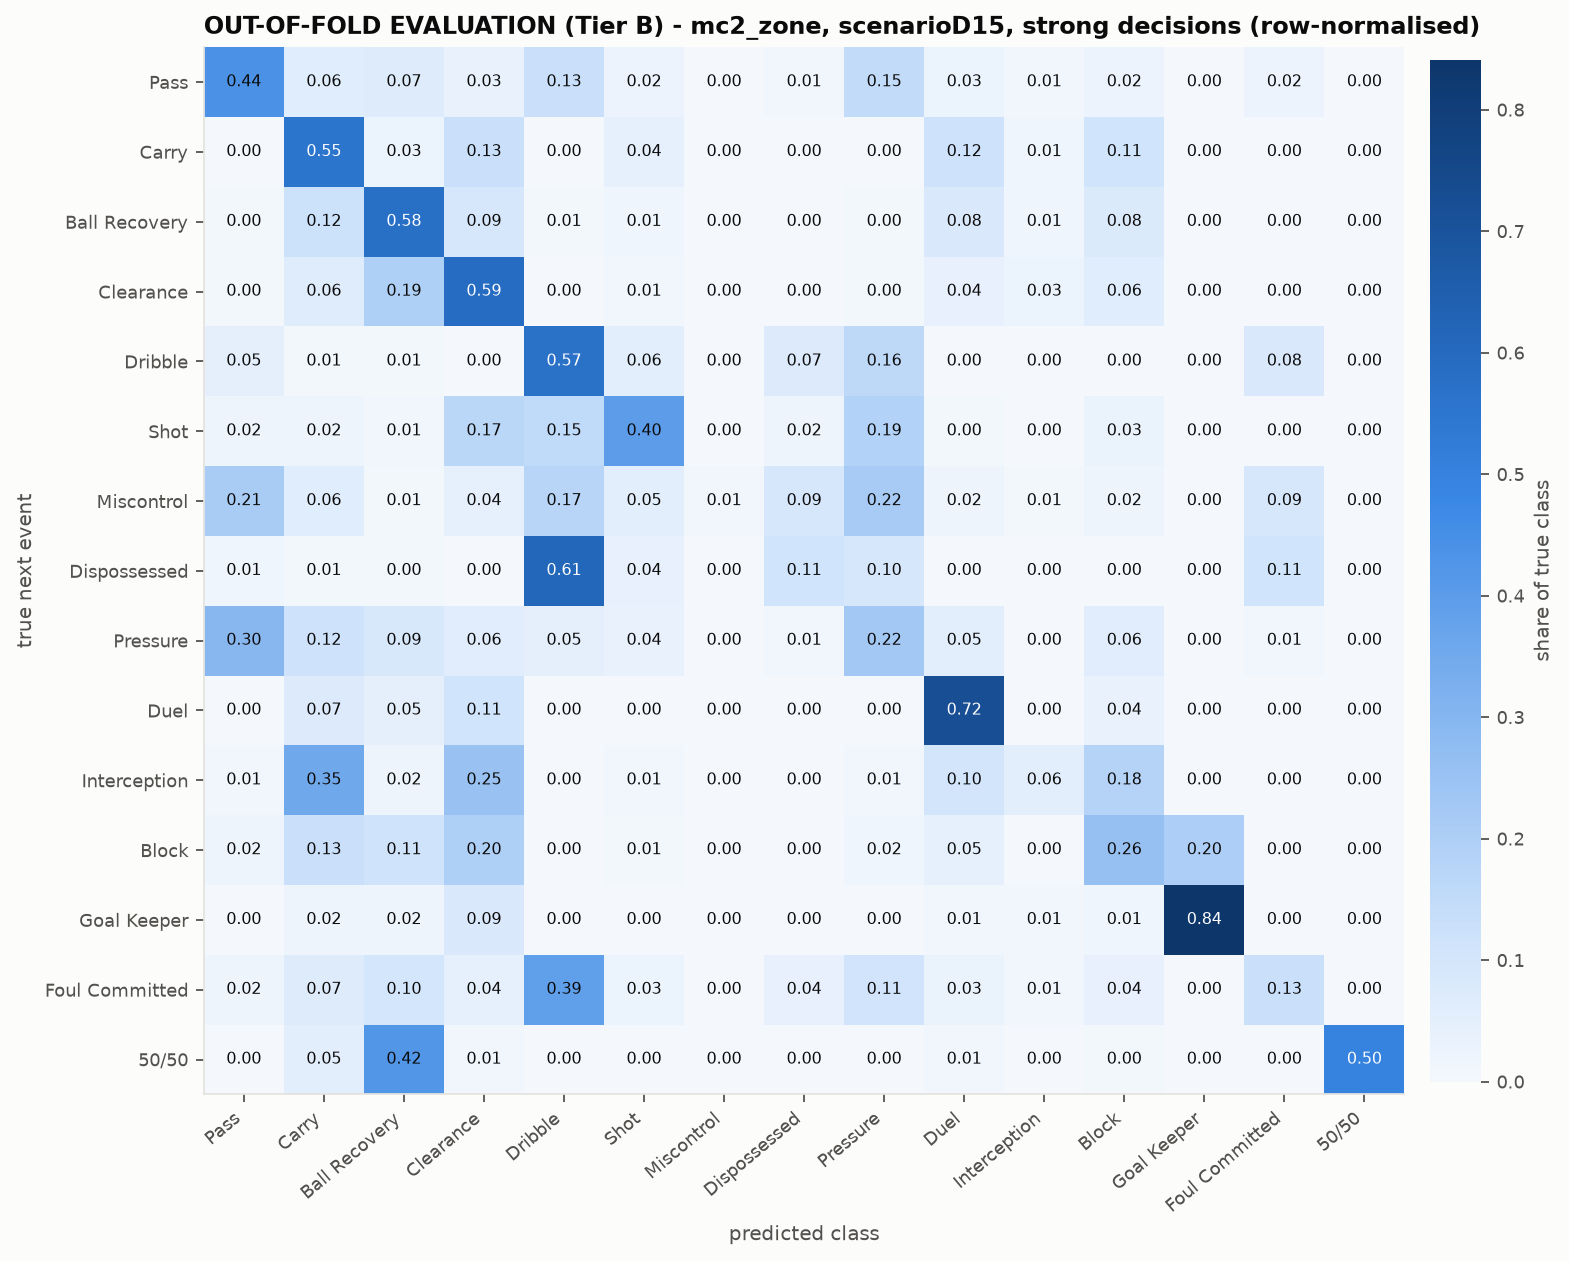 OUT-OF-FOLD EVALUATION (Tier B) - mc2_zone, scenarioD15, strong decisions (row-normalised)
Pass 0.44 0.06 0.07 0.03 0.13 0.02 0.00 0.01 0.15 0.03 0.01 0.02 0.00 0.02 0.00
Carry 0.00 0.55 0.03 0.13 0.00 0.04 0.00 0.00 0.00 0.12 0.01 0.11 0.00 0.00 0.00
Ball Recovery 0.00 0.12 0.58 0.09 0.01 0.01 0.00 0.00 0.00 0.08 0.01 0.08 0.00 0.00 0.00
Clearance 0.00 0.06 0.19 0.59 0.00 0.01 0.00 0.00 0.00 0.04 0.03 0.06 0.00 0.00 0.00
Dribble 0.05 0.01 0.01 0.00 0.57 0.06 0.00 0.07 0.16 0.00 0.00 0.00 0.00 0.08 0.00
Shot 0.02 0.02 0.01 0.17 0.15 0.40 0.00 0.02 0.19 0.00 0.00 0.03 0.00 0.00 0.00
Miscontrol 0.21 0.06 0.01 0.04 0.17 0.05 0.01 0.09 0.22 0.02 0.01 0.02 0.00 0.09 0.00
Dispossessed 0.01 0.01 0.00 0.00 0.61 0.04 0.00 0.11 0.10 0.00 0.00 0.00 0.00 0.11 0.00
Pressure 0.30 0.12 0.09 0.06 0.05 0.04 0.00 0.01 0.22 0.05 0.00 0.06 0.00 0.01 0.00
Duel 0.00 0.07 0.05 0.11 0.00 0.00 0.00 0.00 0.00 0.72 0.00 0.04 0.00 0.00 0.00
Interception 0.01 0.35 0.02 0.25 0.00 0.01 0.00 0.00 0.01 0.10 0.06 0.18 0.00 0.00 0.00
Block 0.02 0.13 0.11 0.20 0.00 0.01 0.00 0.00 0.02 0.05 0.00 0.26 0.20 0.00 0.00
Goal Keeper 0.00 0.02 0.02 0.09 0.00 0.00 0.00 0.00 0.00 0.01 0.01 0.01 0.84 0.00 0.00
Foul Committed 0.02 0.07 0.10 0.04 0.39 0.03 0.00 0.04 0.11 0.03 0.01 0.04 0.00 0.13 0.00
50/50 0.00 0.05 0.42 0.01 0.00 0.00 0.00 0.00 0.00 0.01 0.00 0.00 0.00 0.00 0.50
true next event
Pass Carry Ball Recovery Clearance Dribble Shot Miscontrol Dispossessed Pressure Duel Interception Block Goal Keeper Foul Committed 50/50
predicted class
0.8
0.7
0.6
0.5
0.4
0.3
0.2
0.1
0.0
share of true class